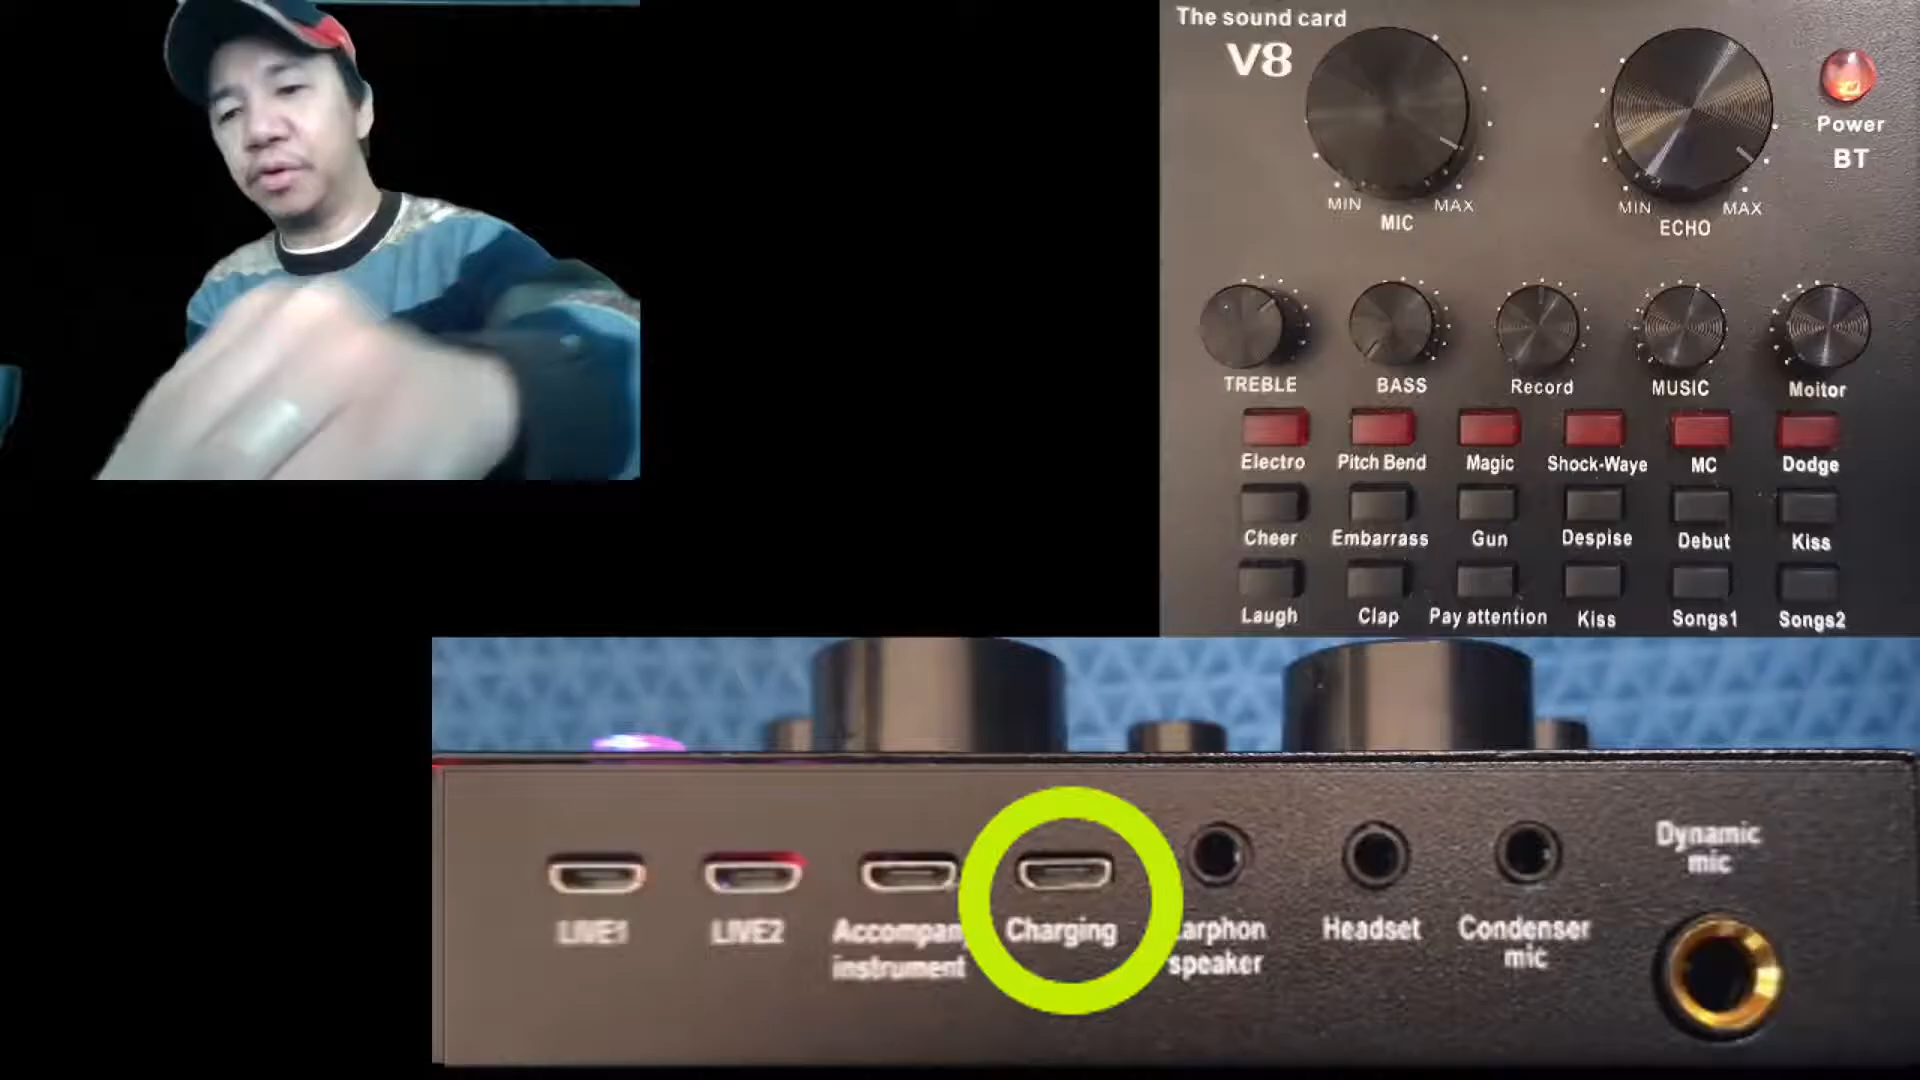 The sound card
V8
Power
BT
MIN MAX
MIC
MIN MAX
ECHO
TREBLE BASS Record MUSIC Moitor
Electro Pitch Bend Magic Shock-Waye MC Dodge
Cheer Embarrass Gun Despise Debut Kiss
Laugh Clap Pay attention Kiss Songs1 Songs2
Dynamic
mic
LIVE1 LIVE2 Accompan Charging arphon Headset Condenser
instrument speaker mic